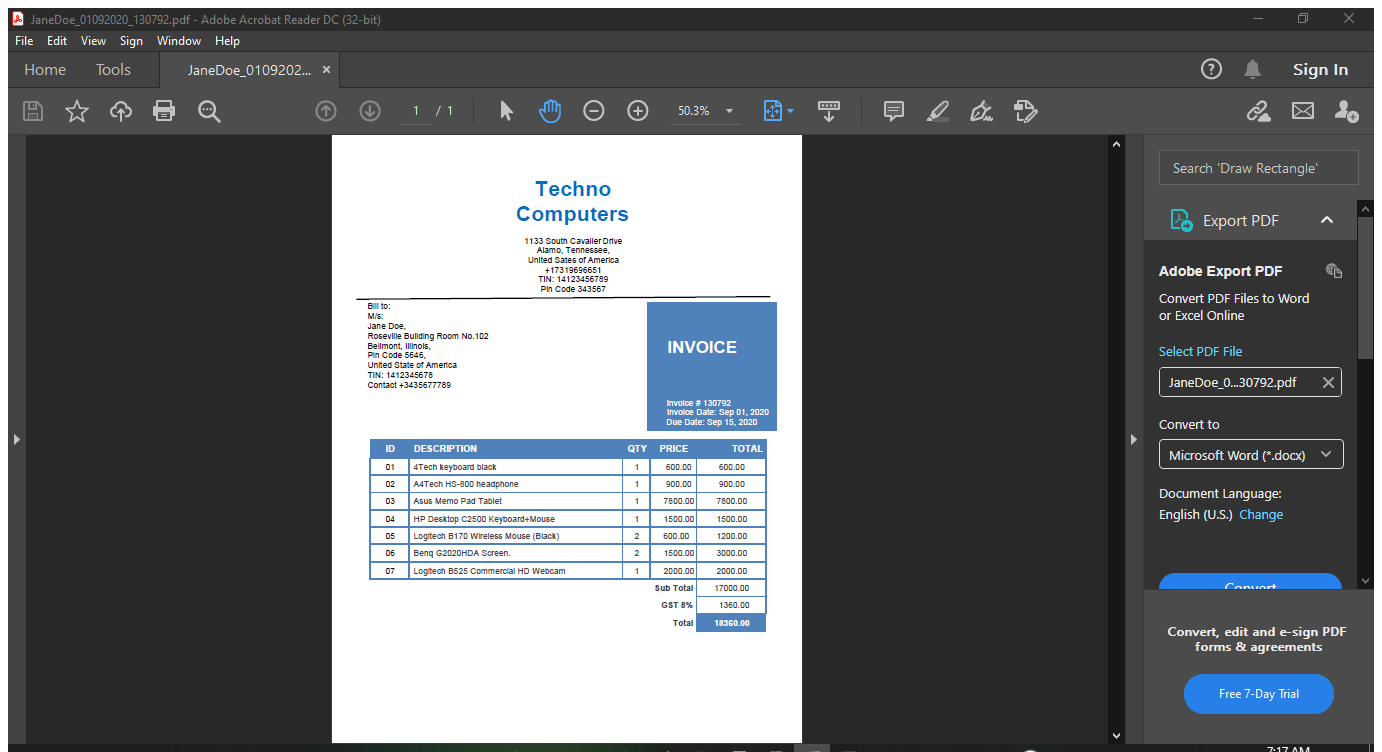 JaneDoe_01092020_130792.pdf - Adobe Acrobat Reader DC (32-bit)
File Edit View Sign Window Help
Home Tools JaneDoe_0109202... ×
Sign In
1 / 1 50.3%
Techno
Computers
1133 South Cavalier Drive
Alamo, Tennessee,
United Sates of America
+17319696651
TIN: 14123456789
Pin Code 343567
Bill to:
M/s:
Jane Doe,
Roseville Building Room No.102
Bellmont, Illinois,
Pin Code 5646,
United State of America
TIN: 1412345678
Contact +3435677789
INVOICE
Invoice # 130792
Invoice Date: Sep 01, 2020
Due Date: Sep 15, 2020
ID DESCRIPTION QTY PRICE TOTAL
01 4Tech keyboard black 1 600.00 600.00
02 A4Tech HS-800 headphone 1 900.00 900.00
03 Asus Memo Pad Tablet 1 7800.00 7800.00
04 HP Desktop C2500 Keyboard+Mouse 1 1500.00 1500.00
05 Logitech B170 Wireless Mouse (Black) 2 600.00 1200.00
06 Benq G2020HDA Screen. 2 1500.00 3000.00
07 Logitech B525 Commercial HD Webcam 1 2000.00 2000.00
Sub Total 17000.00
GST 8% 1360.00
Total 18360.00
Search 'Draw Rectangle'
Export PDF
Adobe Export PDF
Convert PDF Files to Word
or Excel Online
Select PDF File
JaneDoe_0...30792.pdf
Convert to
Microsoft Word (*.docx)
Document Language:
English (U.S.) Change
Convert
Convert, edit and e-sign PDF
forms & agreements
Free 7-Day Trial
7:17 AM